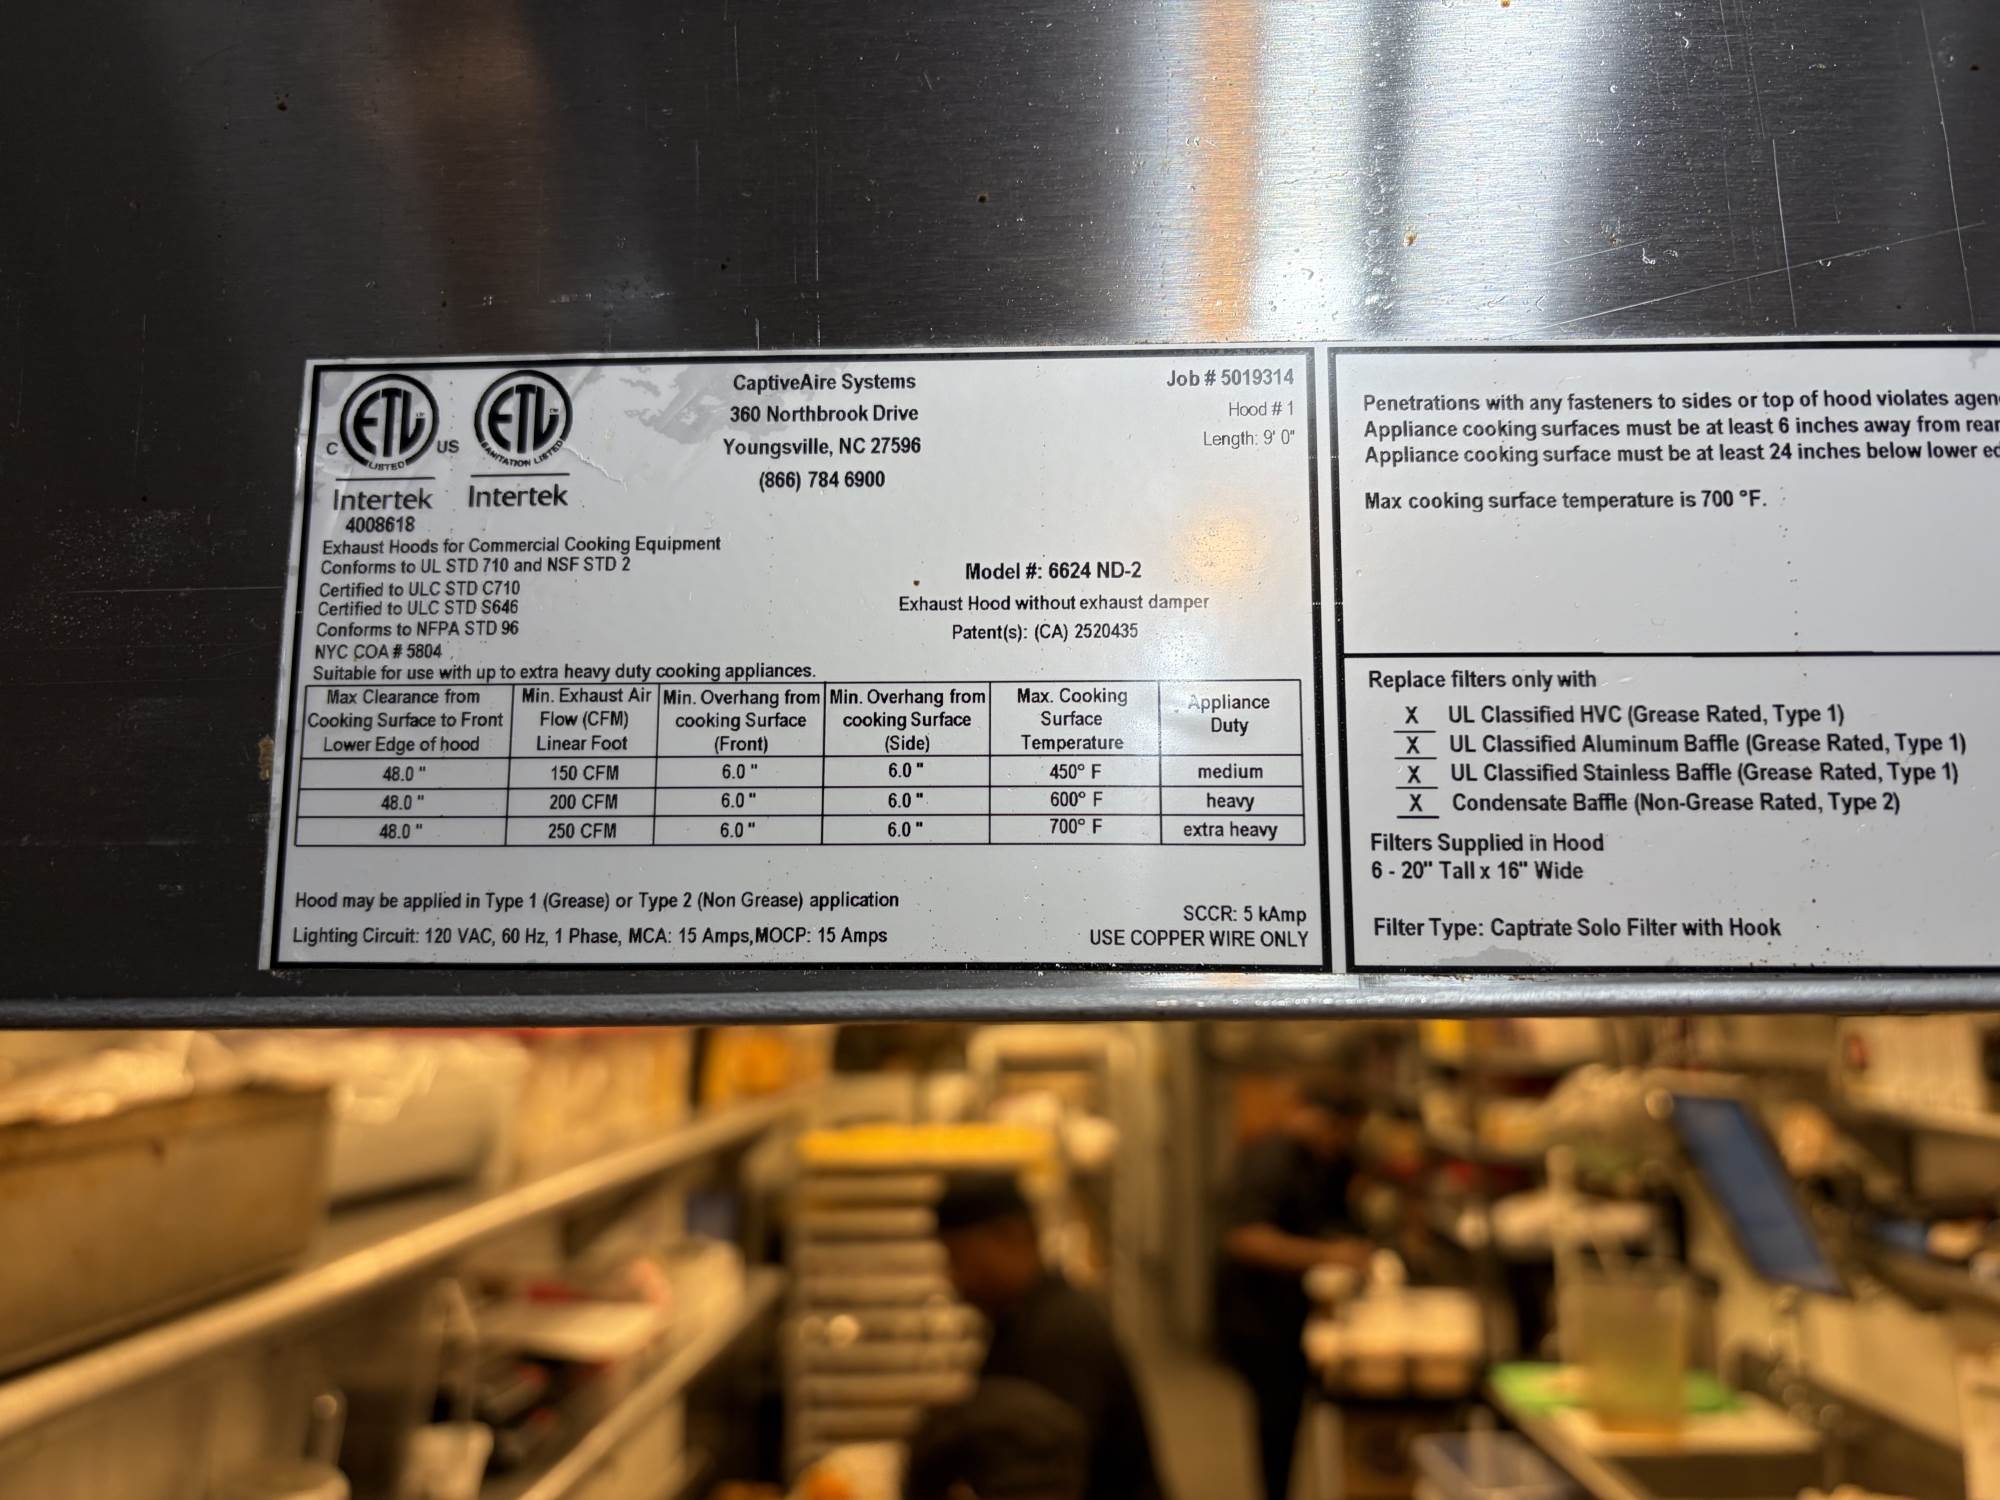 C ETL LISTED US
Intertek
4008618
ETL SANITATION LISTED
Intertek
CaptiveAire Systems
360 Northbrook Drive
Youngsville, NC 27596
(866) 784 6900
Job # 5019314
Hood # 1
Length: 9' 0"
Exhaust Hoods for Commercial Cooking Equipment
Conforms to UL STD 710 and NSF STD 2
Certified to ULC STD C710
Certified to ULC STD S646
Conforms to NFPA STD 96
NYC COA # 5804
Model #: 6624 ND-2
Exhaust Hood without exhaust damper
Patent(s): (CA) 2520435
Suitable for use with up to extra heavy duty cooking appliances.
Max Clearance from Cooking Surface to Front Lower Edge of hood
Min. Exhaust Air Flow (CFM) Linear Foot
Min. Overhang from cooking Surface (Front)
Min. Overhang from cooking Surface (Side)
Max. Cooking Surface Temperature
Appliance Duty
48.0 " 150 CFM 6.0 " 6.0 " 450° F medium
48.0 " 200 CFM 6.0 " 6.0 " 600° F heavy
48.0 " 250 CFM 6.0 " 6.0 " 700° F extra heavy
Hood may be applied in Type 1 (Grease) or Type 2 (Non Grease) application
Lighting Circuit: 120 VAC, 60 Hz, 1 Phase, MCA: 15 Amps, MOCP: 15 Amps
SCCR: 5 kAmp
USE COPPER WIRE ONLY
Penetrations with any fasteners to sides or top of hood violates agen
Appliance cooking surfaces must be at least 6 inches away from rear
Appliance cooking surface must be at least 24 inches below lower
Max cooking surface temperature is 700 °F.
Replace filters only with
X UL Classified HVC (Grease Rated, Type 1)
X UL Classified Aluminum Baffle (Grease Rated, Type 1)
X UL Classified Stainless Baffle (Grease Rated, Type 1)
X Condensate Baffle (Non-Grease Rated, Type 2)
Filters Supplied in Hood
6 - 20" Tall x 16" Wide
Filter Type: Captrate Solo Filter with Hook